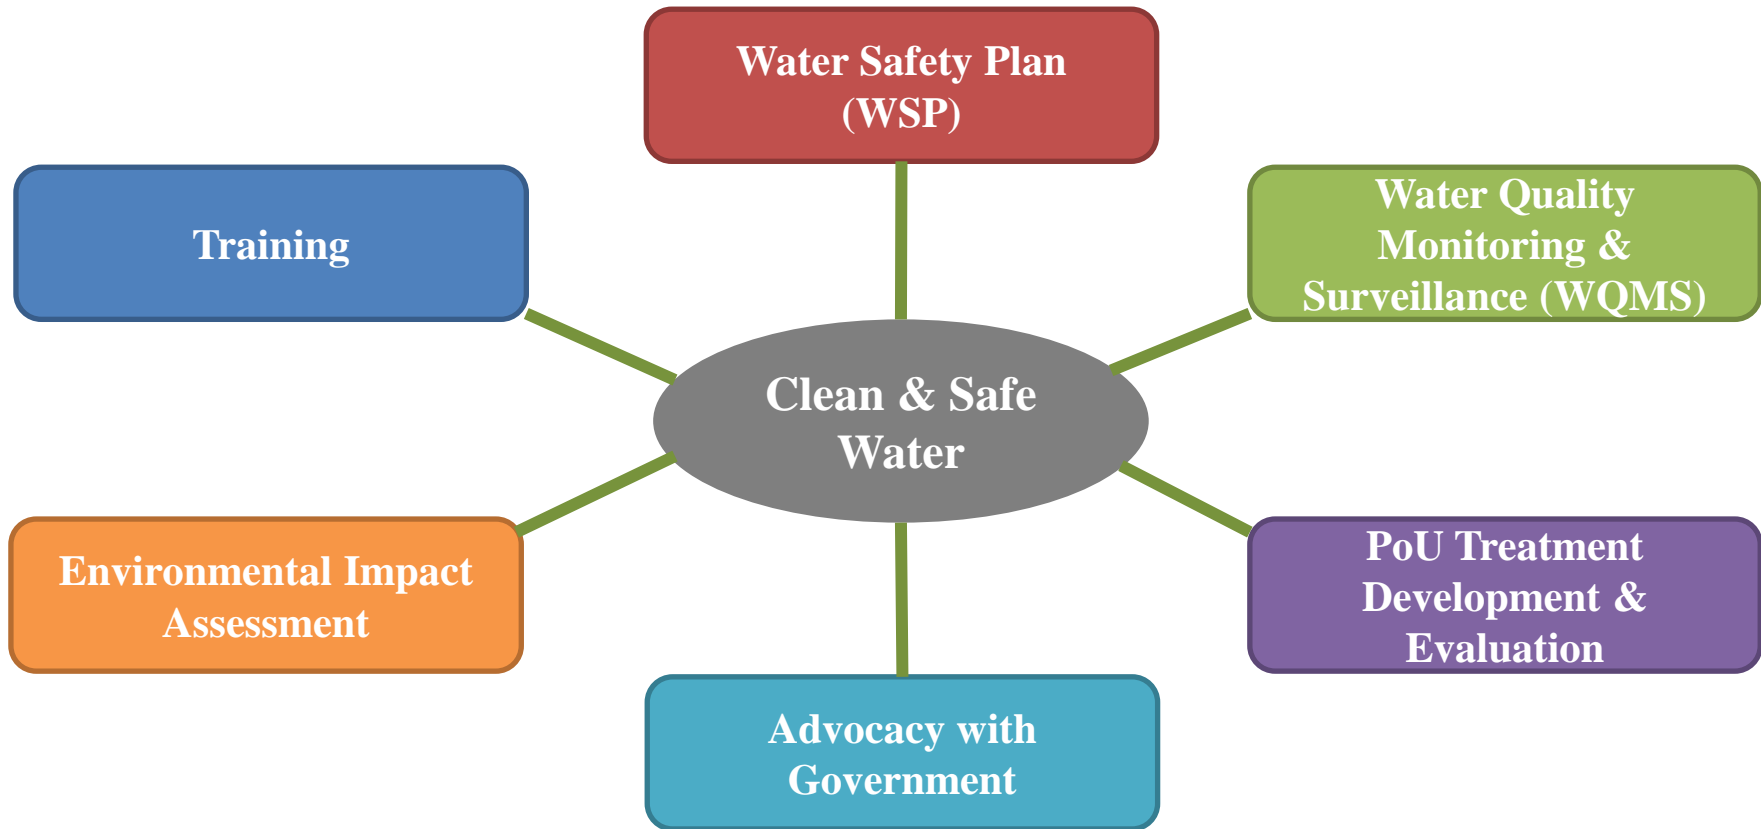 Water Safety Plan
(WSP)
Training
Water Quality
Monitoring &
Surveillance (WQMS)
Clean & Safe
Water
Environmental Impact
Assessment
PoU Treatment
Development &
Evaluation
Advocacy with
Government